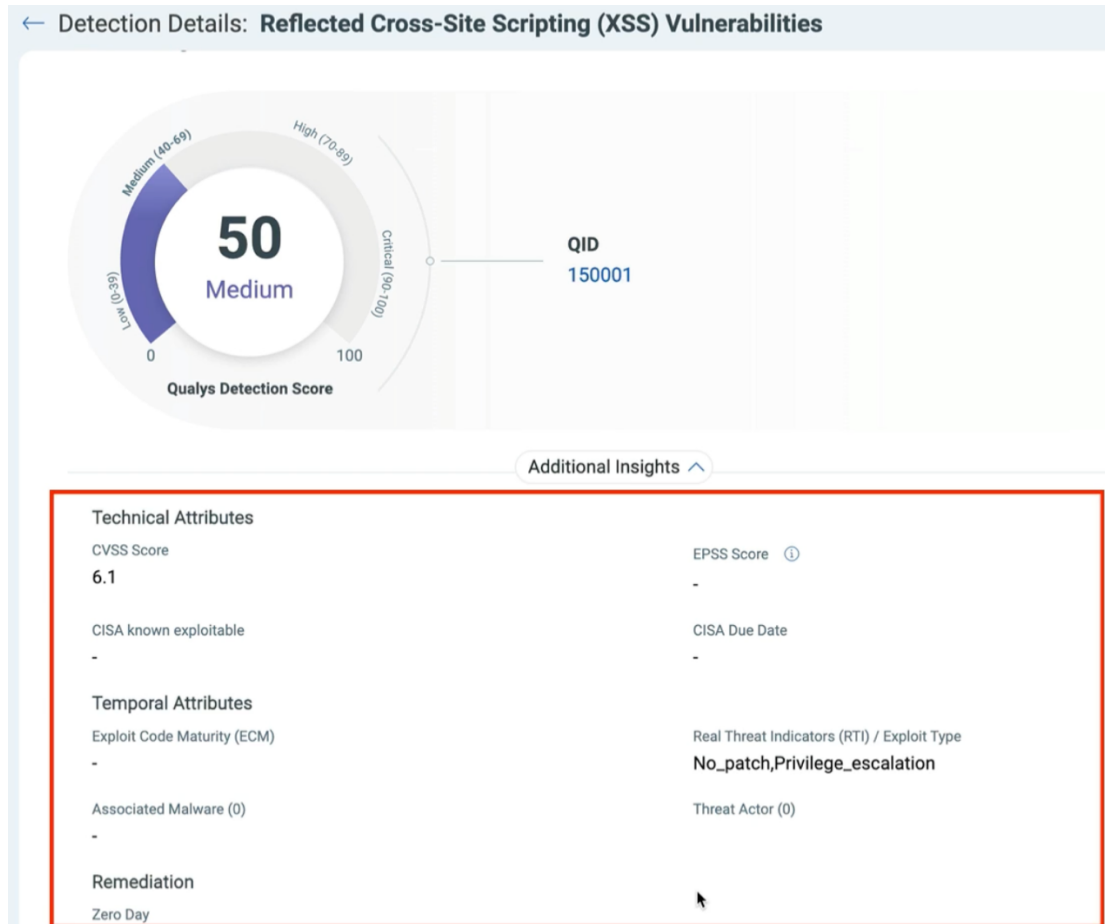 ← Detection Details: Reflected Cross-Site Scripting (XSS) Vulnerabilities
Low (0-39)
Medium (40-69)
High (70-89)
Critical (90-100)
50
Medium
0
100
Qualys Detection Score
QID
150001
Additional Insights
Technical Attributes
CVSS Score
6.1
EPSS Score
-
CISA known exploitable
-
CISA Due Date
-
Temporal Attributes
Exploit Code Maturity (ECM)
-
Real Threat Indicators (RTI) / Exploit Type
No_patch,Privilege_escalation
Associated Malware (0)
-
Threat Actor (0)
Remediation
Zero Day